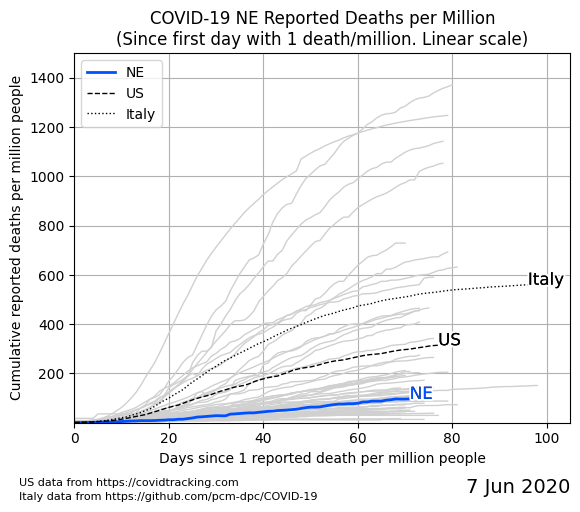 COVID-19 NE Reported Deaths per Million
(Since first day with 1 death/million. Linear scale)
NE
US
Italy
Cumulative reported deaths per million people
1400
1200
1000
800
600
400
200
Italy
US
NE
0 20 40 60 80 100
Days since 1 reported death per million people
US data from https://covidtracking.com
Italy data from https://github.com/pcm-dpc/COVID-19
7 Jun 2020